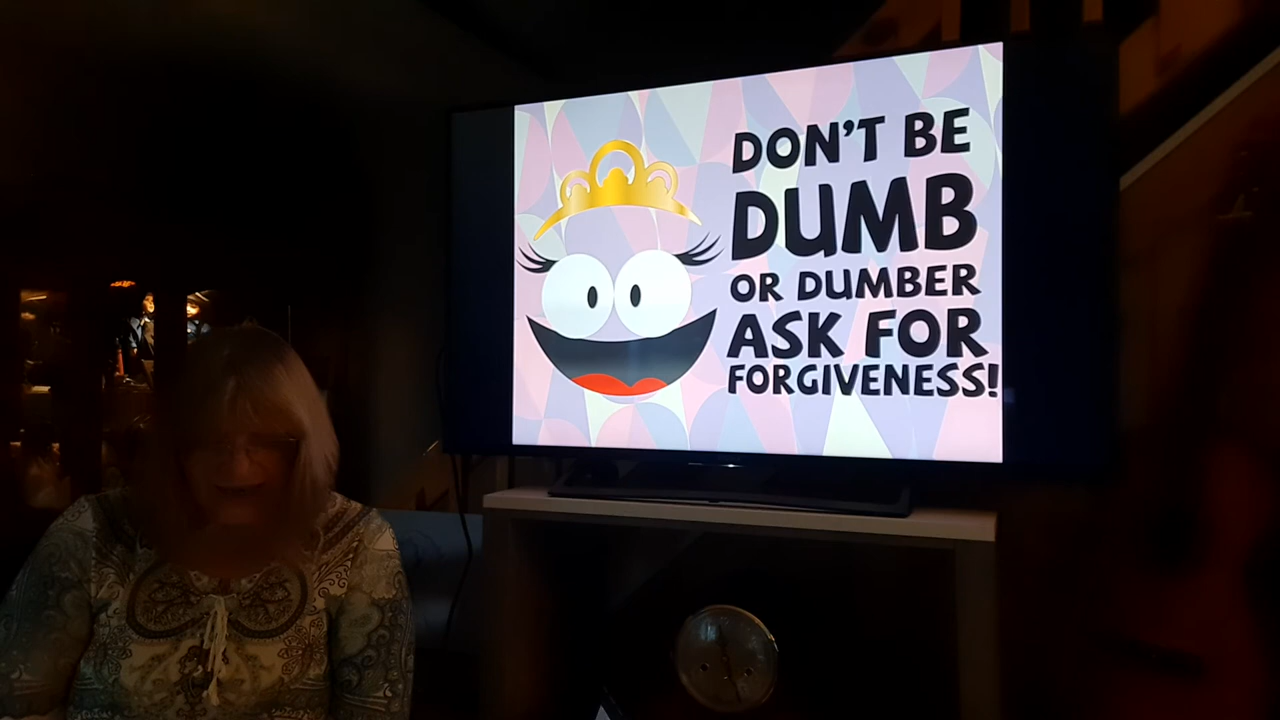 DON'T BE
DUMB
OR DUMBER
ASK FOR
FORGIVENESS!